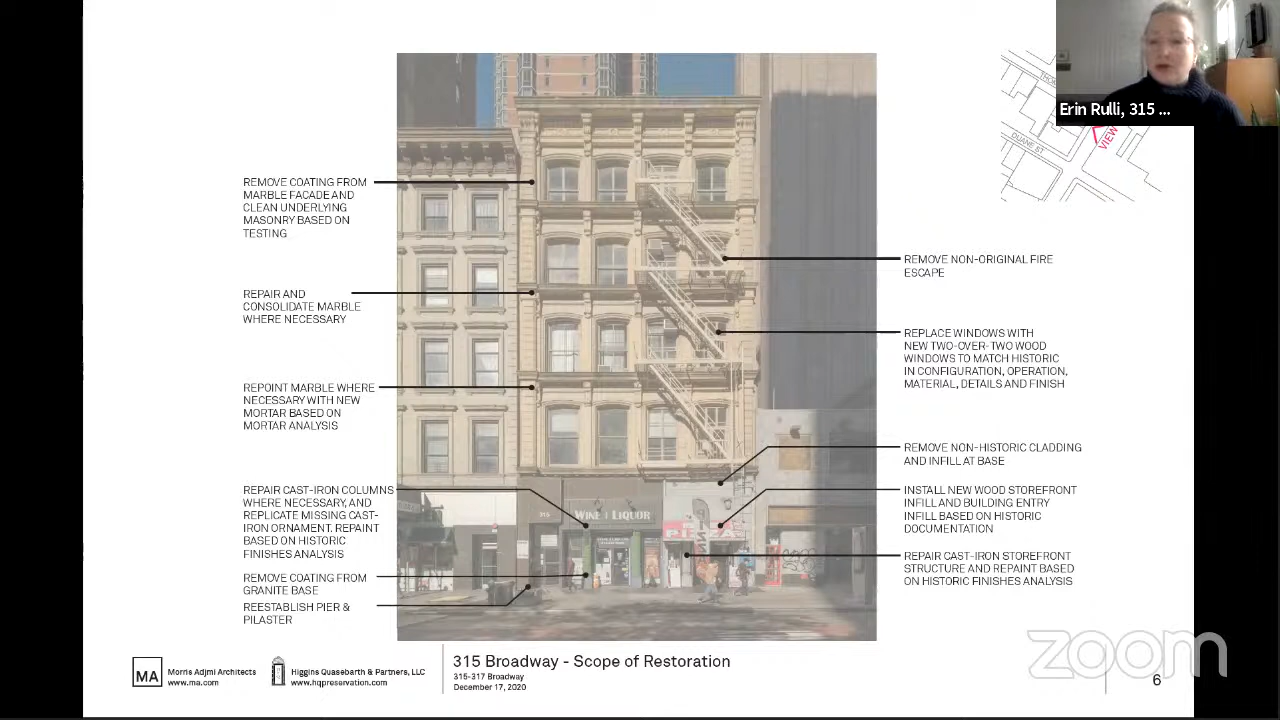 Erin Rulli, 315 ...
DUANE ST
VIEW
REMOVE COATING FROM
MARBLE FACADE AND
CLEAN UNDERLYING
MASONRY BASED ON
TESTING
REPAIR AND
CONSOLIDATE MARBLE
WHERE NECESSARY
REPOINT MARBLE WHERE
NECESSARY WITH NEW
MORTAR BASED ON
MORTAR ANALYSIS
REPAIR CAST-IRON COLUMNS
WHERE NECESSARY, AND
REPLICATE MISSING CAST-
IRON ORNAMENT. REPAINT
BASED ON HISTORIC
FINISHES ANALYSIS
REMOVE COATING FROM
GRANITE BASE
REESTABLISH PIER &
PILASTER
315
WINE & LIQUOR
REMOVE NON-ORIGINAL FIRE
ESCAPE
REPLACE WINDOWS WITH
NEW TWO-OVER-TWO WOOD
WINDOWS TO MATCH HISTORIC
IN CONFIGURATION, OPERATION,
MATERIAL, DETAILS AND FINISH
REMOVE NON-HISTORIC CLADDING
AND INFILL AT BASE
INSTALL NEW WOOD STOREFRONT
INFILL AND BUILDING ENTRY
INFILL BASED ON HISTORIC
DOCUMENTATION
REPAIR CAST-IRON STOREFRONT
STRUCTURE AND REPAINT BASED
ON HISTORIC FINISHES ANALYSIS
MA
Morris Adjmi Architects
www.ma.com
Higgins Quasebarth & Partners, LLC
www.hqpreservation.com
315 Broadway - Scope of Restoration
315-317 Broadway
December 17, 2020
zoom
6